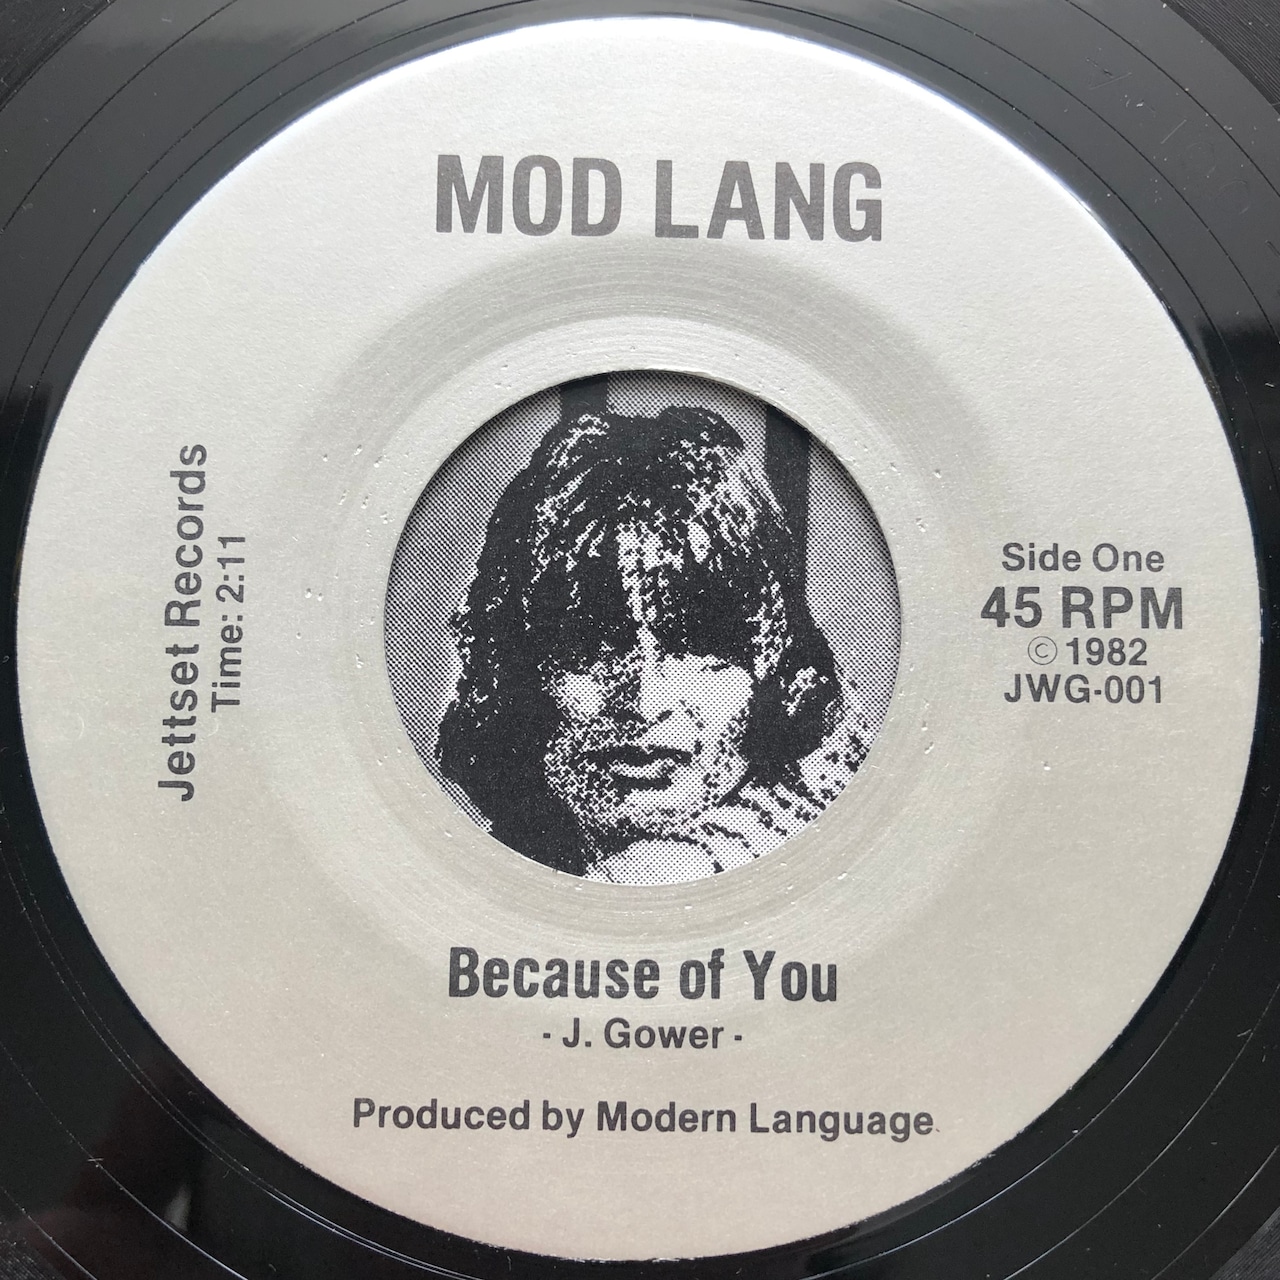 MOD LANG
Jettset Records
Time: 2:11
Side One
45 RPM
© 1982
JWG-001
Because of You
- J. Gower -
Produced by Modern Language